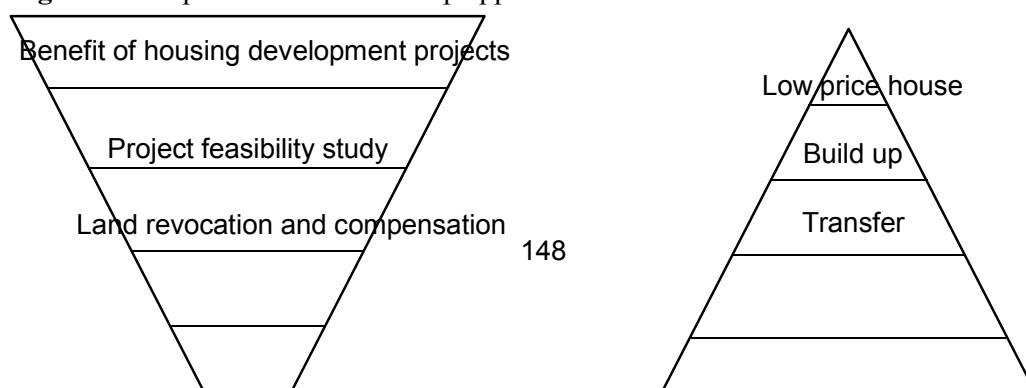 Benefit of housing development projects
Project feasibility study
Land revocation and compensation
148
Low price house
Build up
Transfer